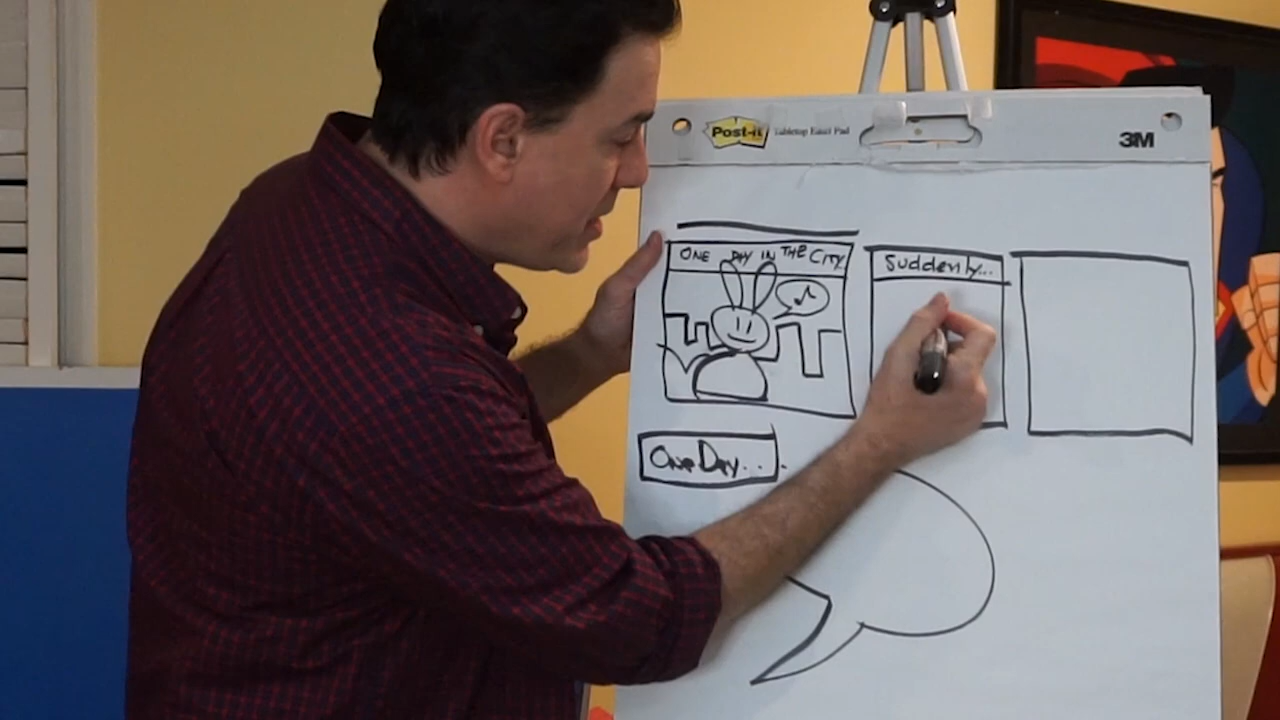 Post-it Tabletop Easel Pad
3M
ONE DAY IN THE CITY
Suddenly...
One Day...